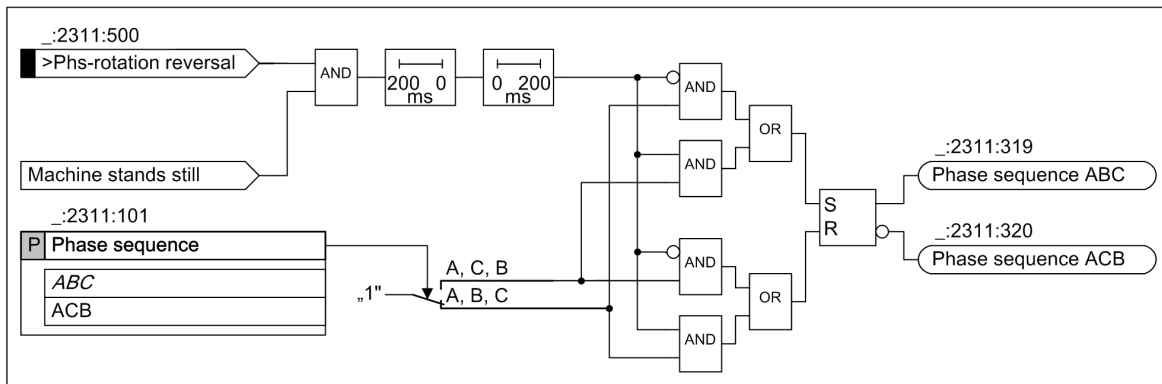 _:2311:500
>Phs-rotation reversal
AND
200 0
ms
0 200
ms
AND
OR
Machine stands still
AND
_:2311:319
Phase sequence ABC
S
R
_:2311:101
P Phase sequence
ABC
ACB
„1"
A, C, B
A, B, C
AND
OR
AND
_:2311:320
Phase sequence ACB